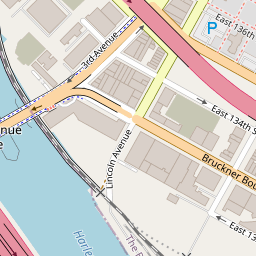 East 136th
P
3rd Avenue
East 134th S
nue
e
Lincoln Avenue
Bruckner Bou
East 13
Harle
The B